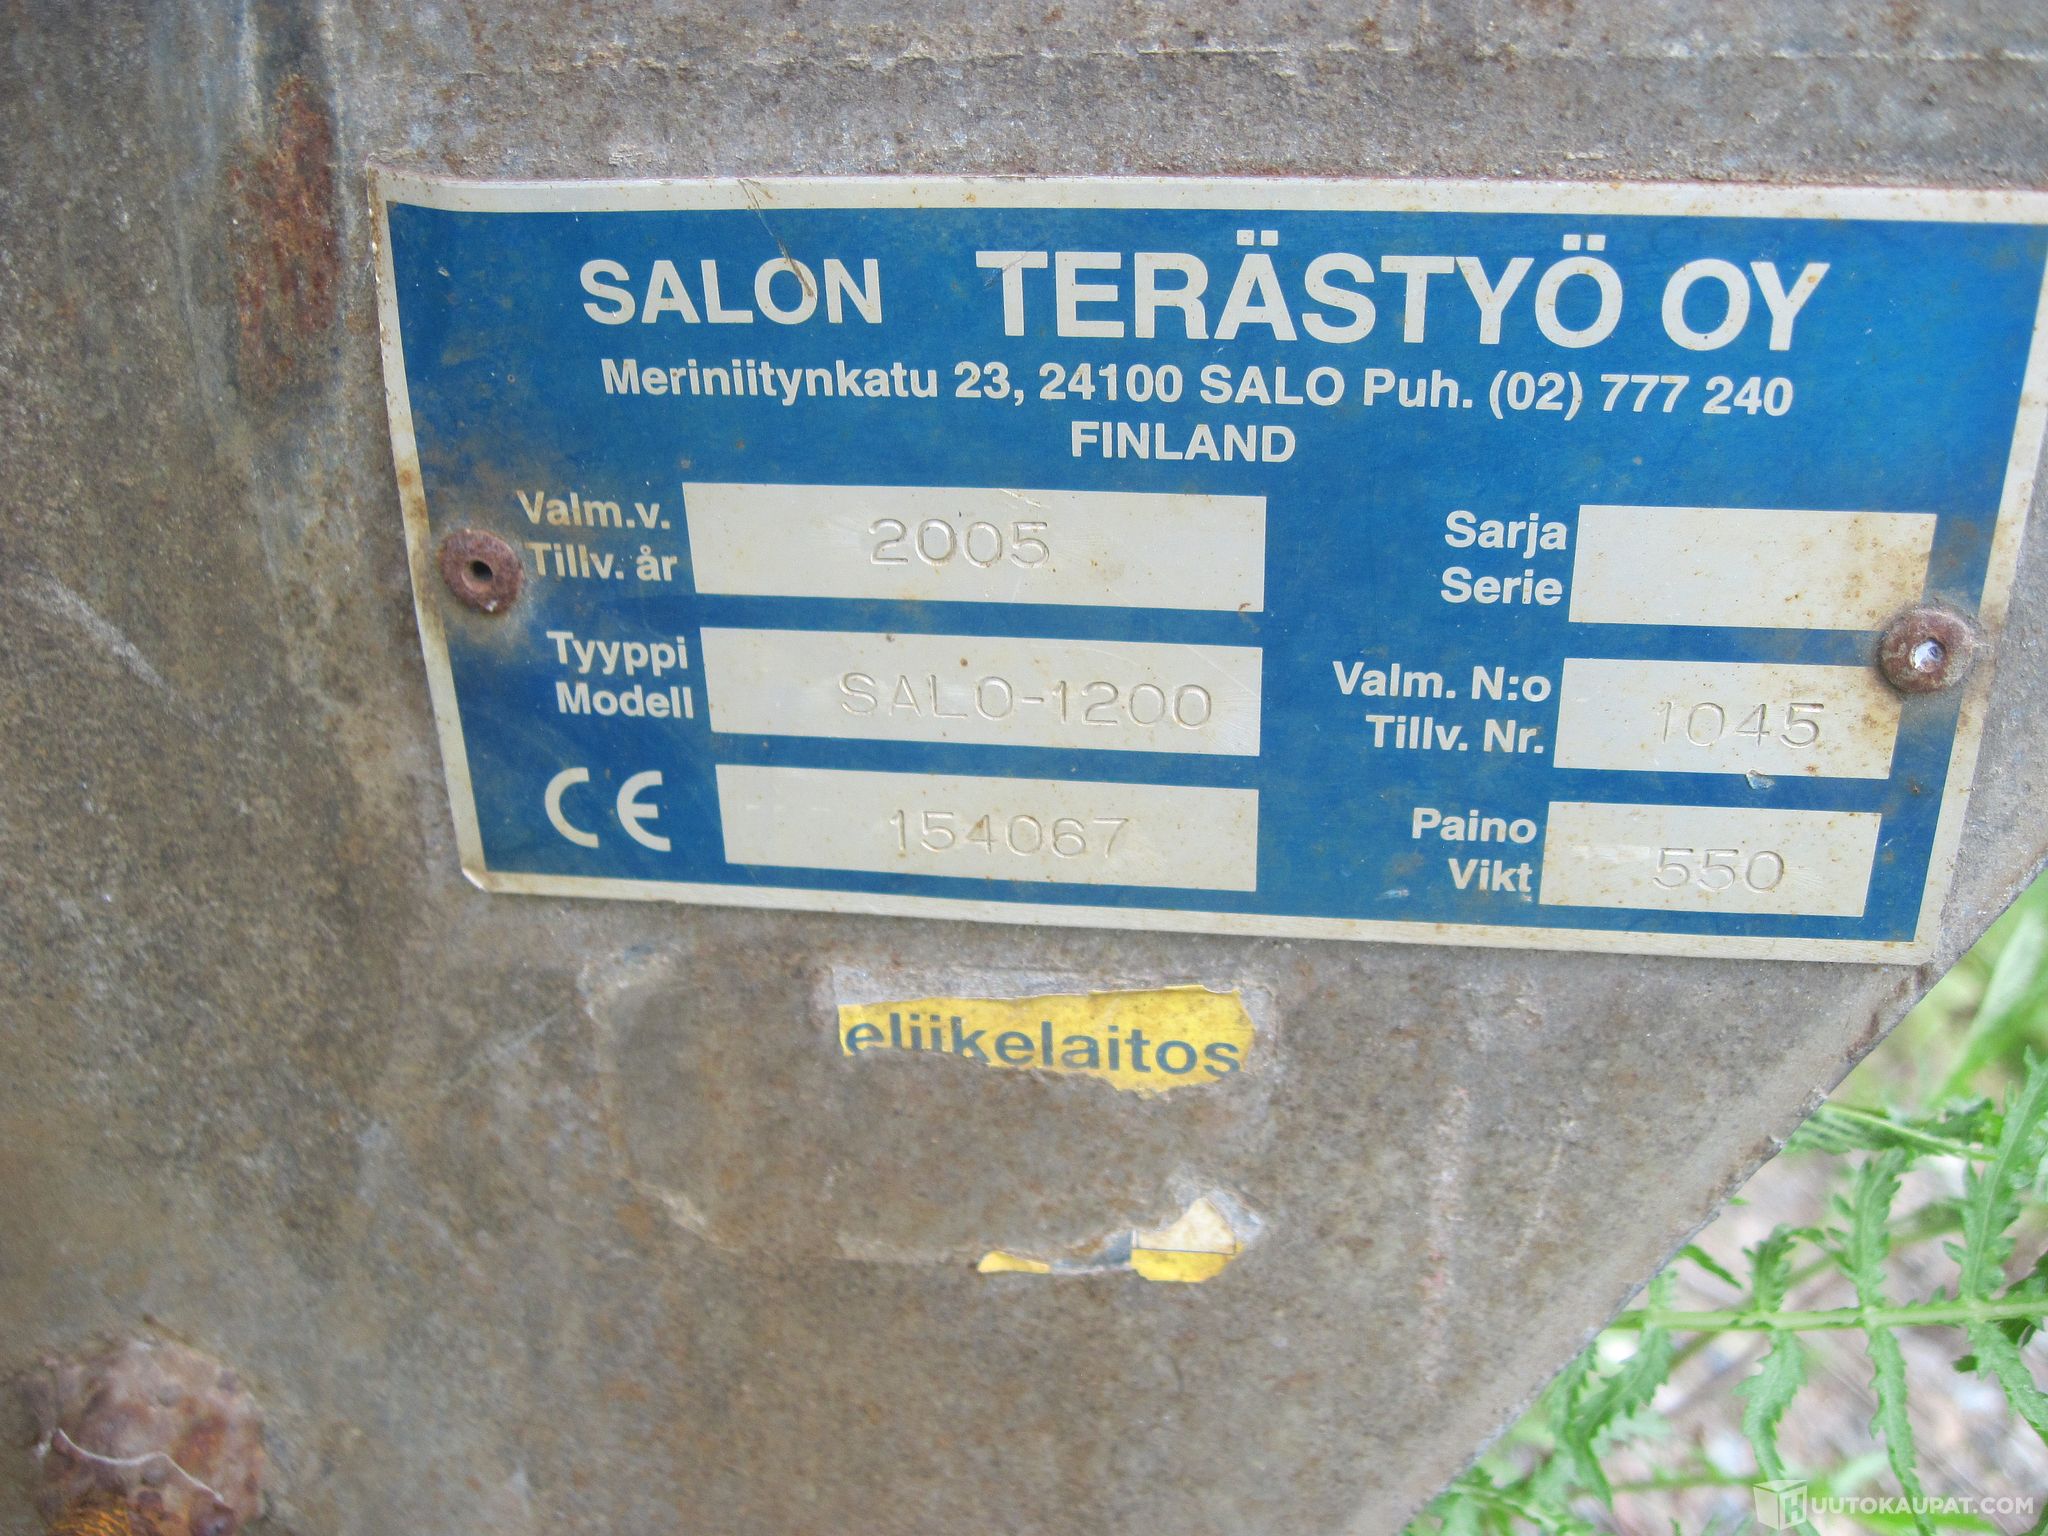 SALON TERÄSTYÖ OY
Meriniitynkatu 23, 24100 SALO Puh. (02) 777 240
FINLAND
Valm.v.
Tillv. år
2005
Sarja
Serie
Tyyppi
Modell
SALO-1200
Valm. N:o
Tillv. Nr.
1045
CE
154067
Paino
Vikt
550
eliikelaitos
HUUTOKAUPAT.COM